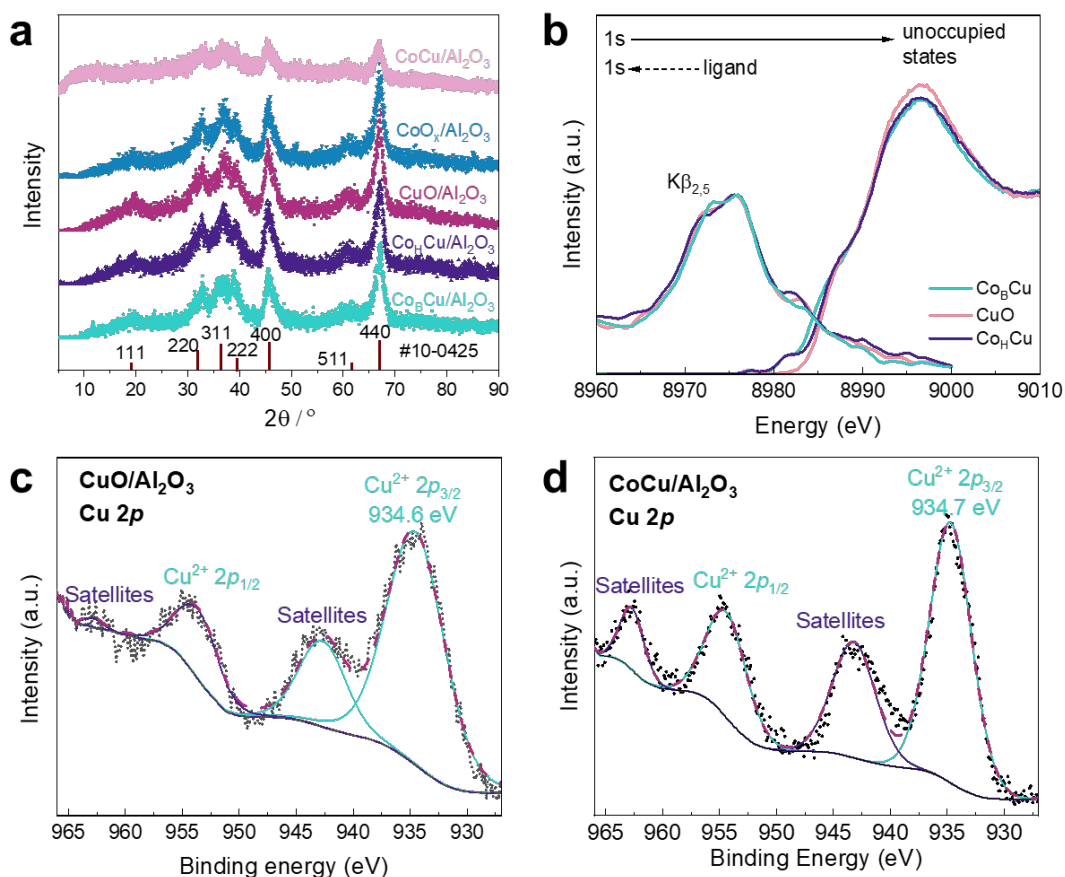 a
Intensity
CoCu/Al₂O₃
CoOₓ/Al₂O₃
CuO/Al₂O₃
Co_HCu/Al₂O₃
Co_BCu/Al₂O₃
111
220
311
222
400
511
440
#10-0425
10 20 30 40 50 60 70 80 90
2θ / °
b
Intensity (a.u.)
1s
unoccupied
states
1s
ligand
Kβ₂,₅
Co_BCu
CuO
Co_HCu
8960 8970 8980 8990 9000 9010
Energy (eV)
c
Intensity (a.u.)
CuO/Al₂O₃
Cu 2p
Cu²⁺ 2p₃/₂
934.6 eV
Cu²⁺ 2p₁/₂
Satellites
Satellites
965 960 955 950 945 940 935 930
Binding energy (eV)
d
Intensity (a.u.)
CoCu/Al₂O₃
Cu 2p
Cu²⁺ 2p₃/₂
934.7 eV
Satellites
Cu²⁺ 2p₁/₂
Satellites
965 960 955 950 945 940 935 930
Binding Energy (eV)